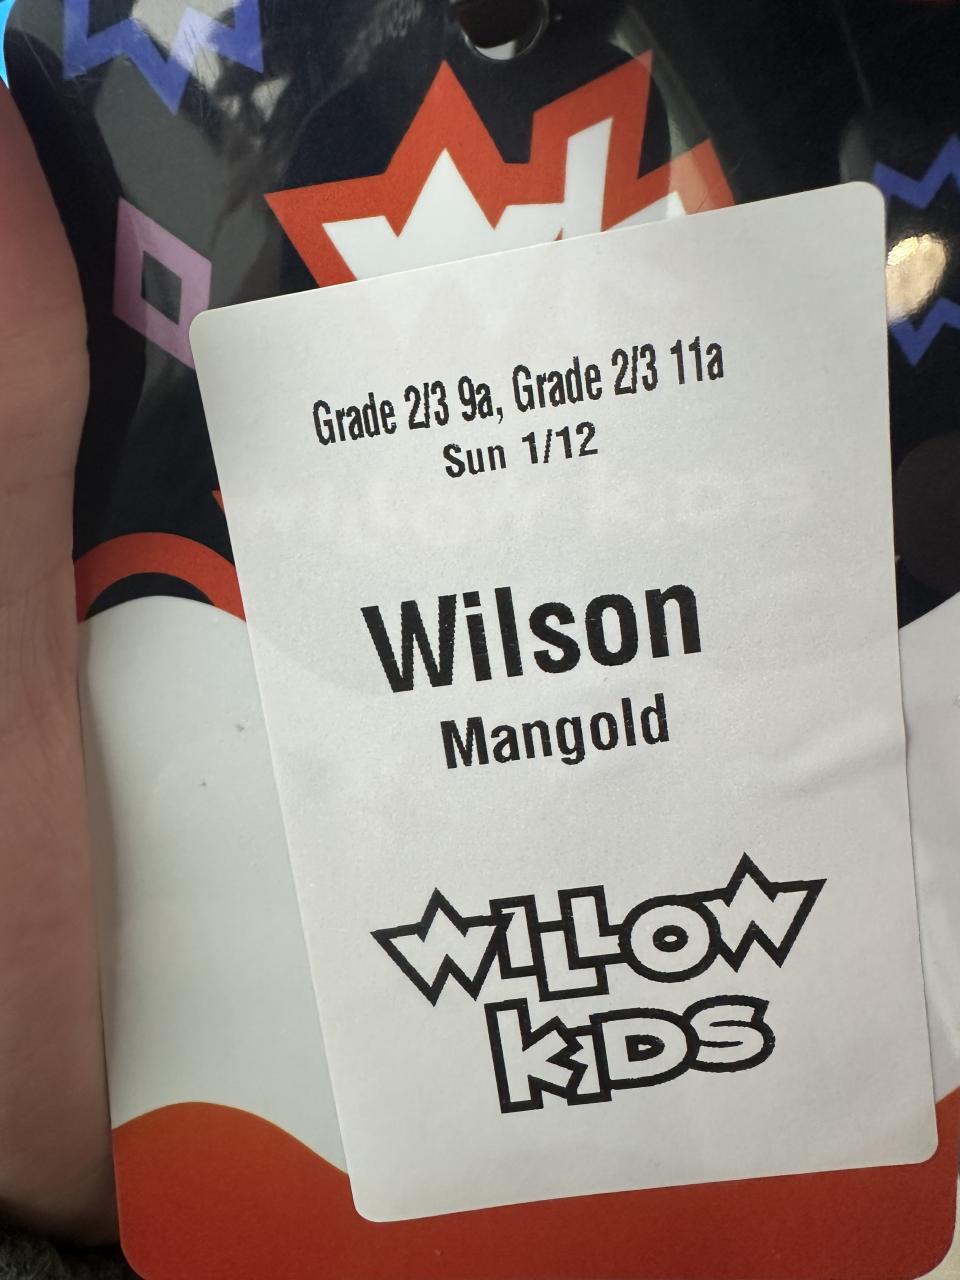 Grade 2/3 9a, Grade 2/3 11a
Sun 1/12
Wilson
Mangold
WILLOW
KIDS